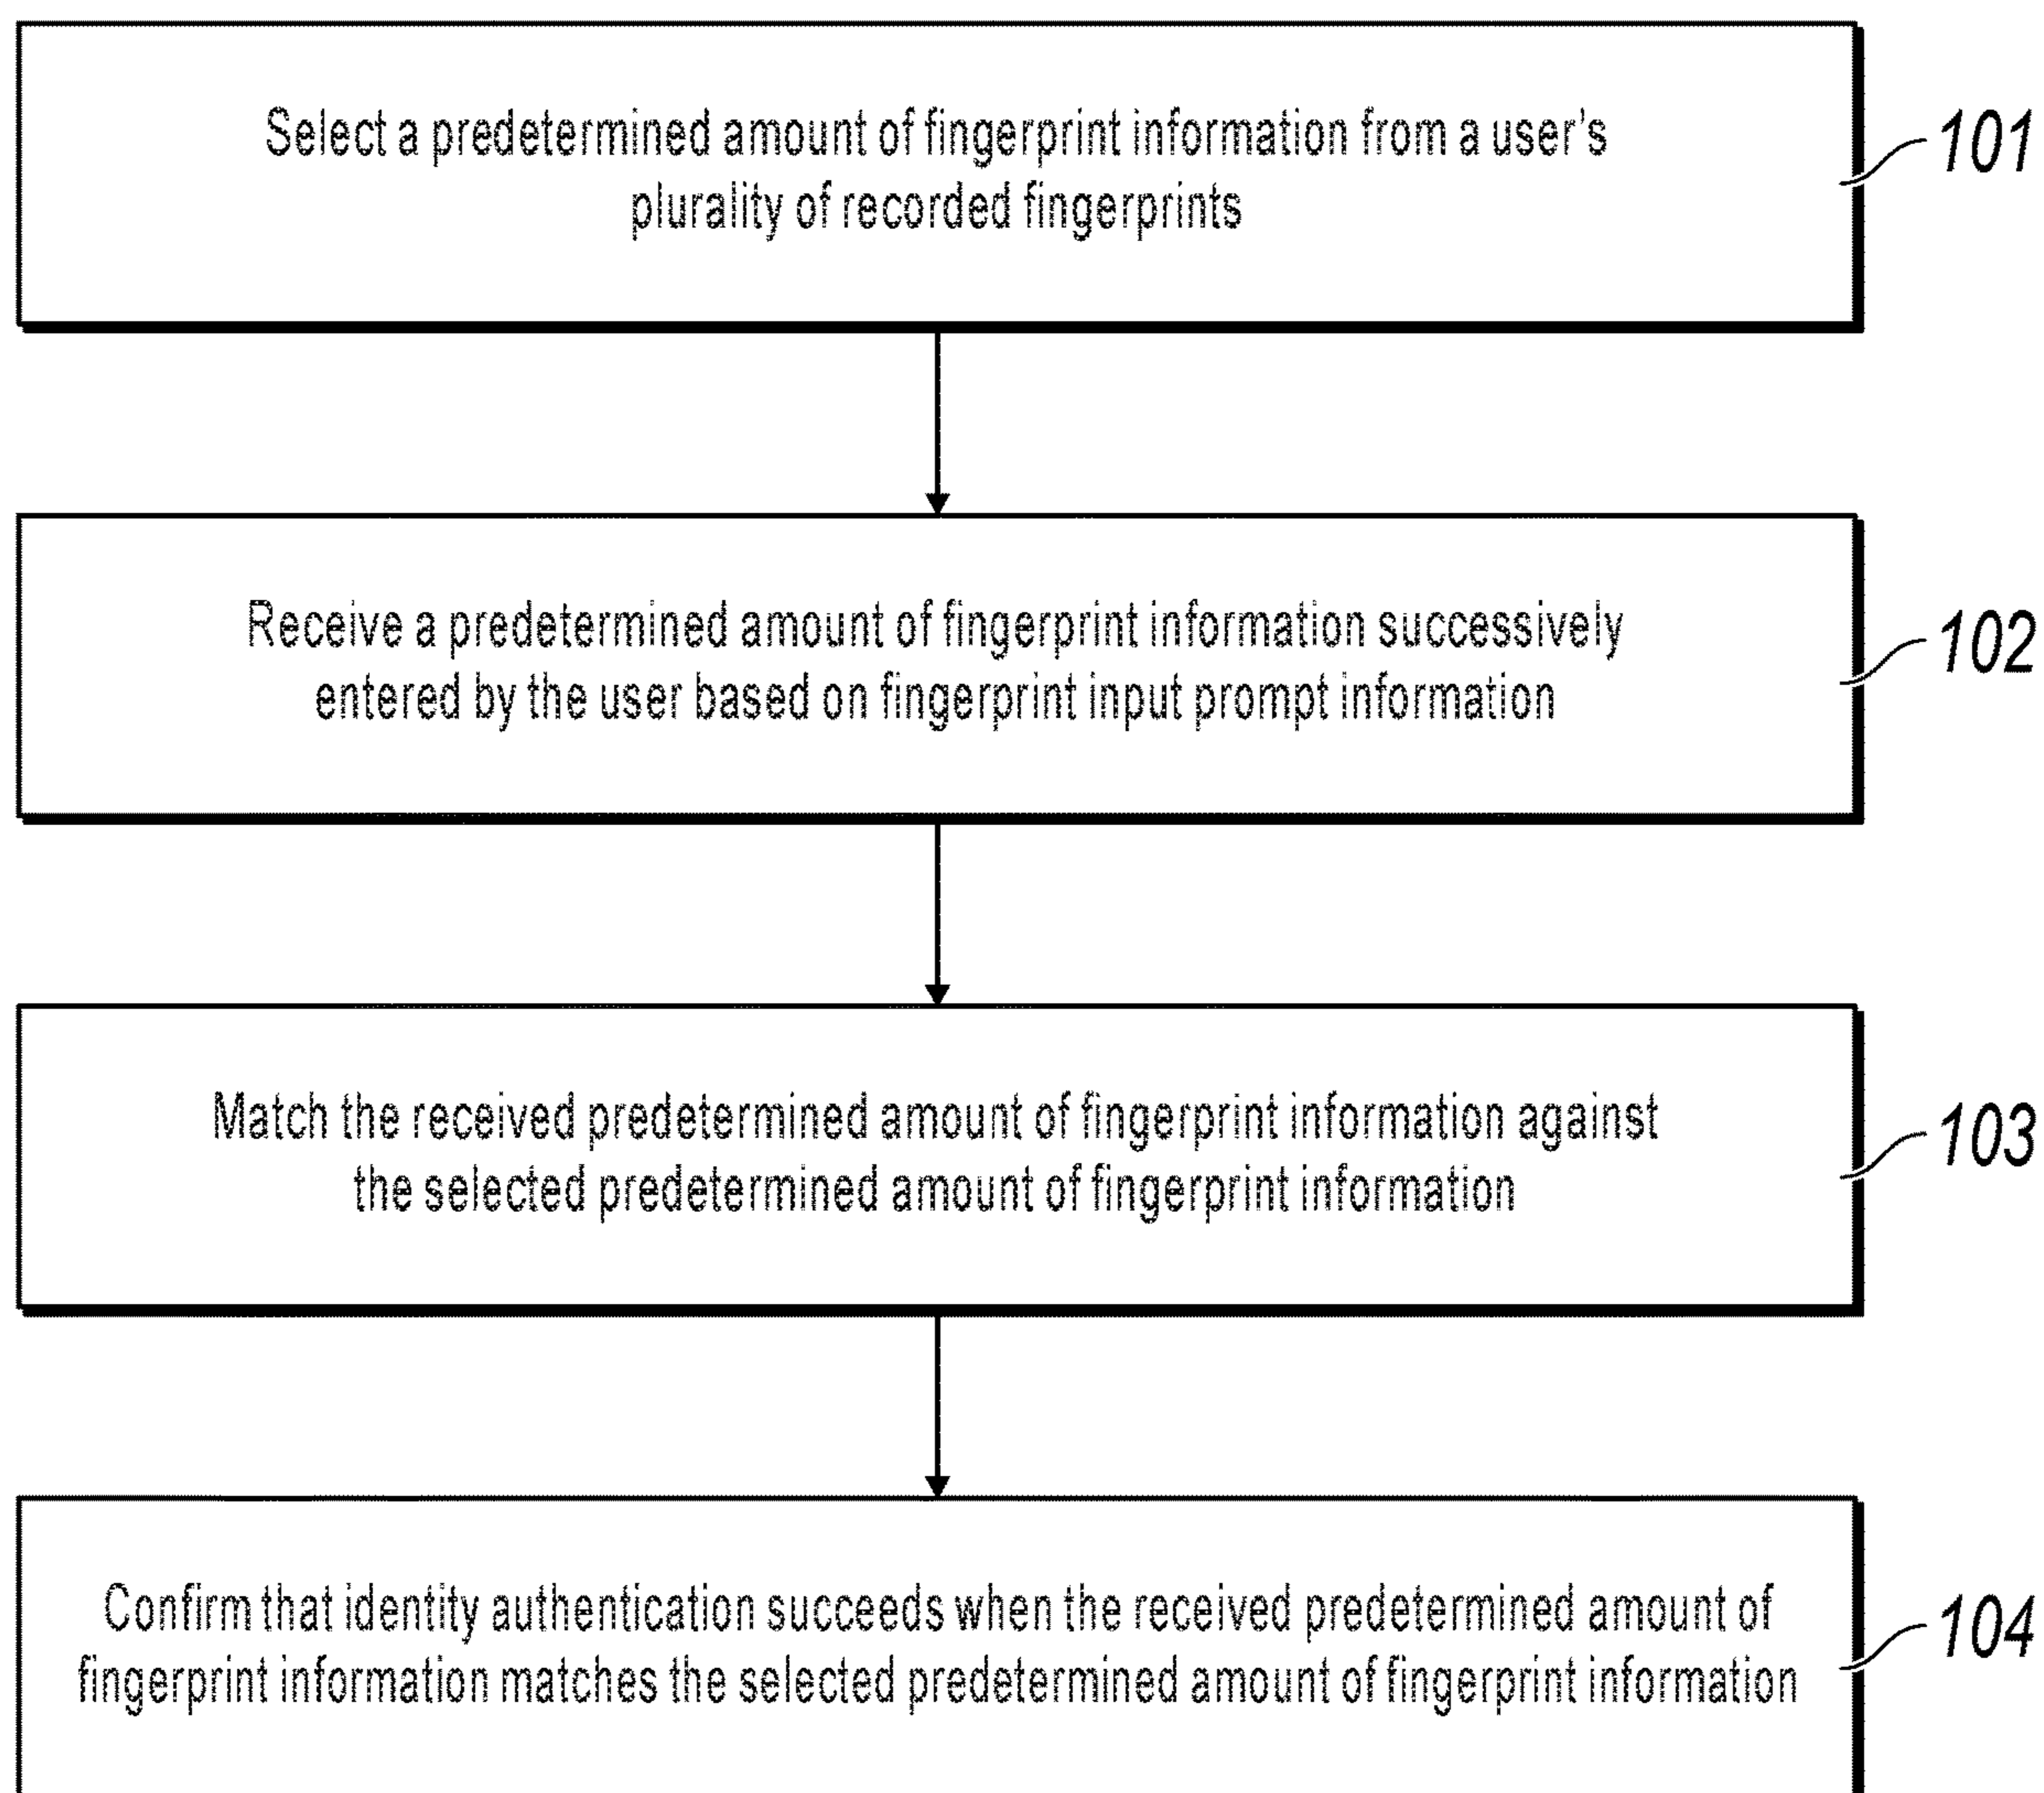 Select a predetermined amount of fingerprint information from a user's
plurality of recorded fingerprints
101
Receive a predetermined amount of fingerprint information successively
entered by the user based on fingerprint input prompt information
102
Match the received predetermined amount of fingerprint information against
the selected predetermined amount of fingerprint information
103
Confirm that identity authentication succeeds when the received predetermined amount of
fingerprint information matches the selected predetermined amount of fingerprint information
104